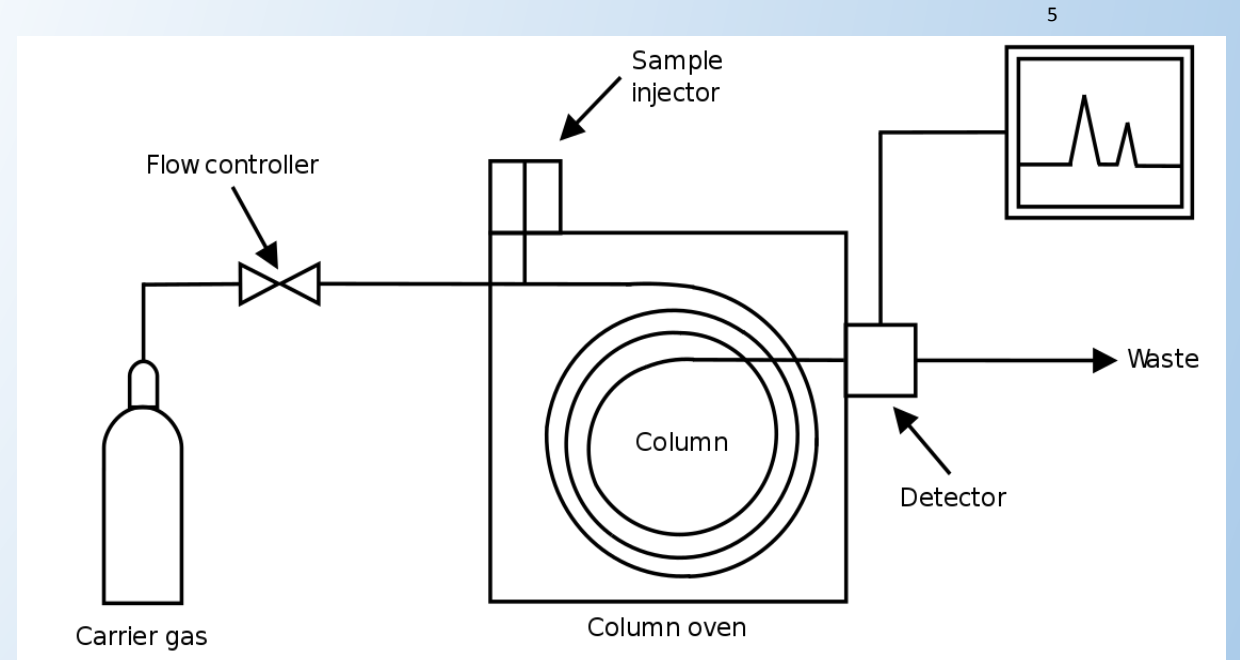 5
Sample
injector
Flow controller
Waste
Column
Detector
Column oven
Carrier gas